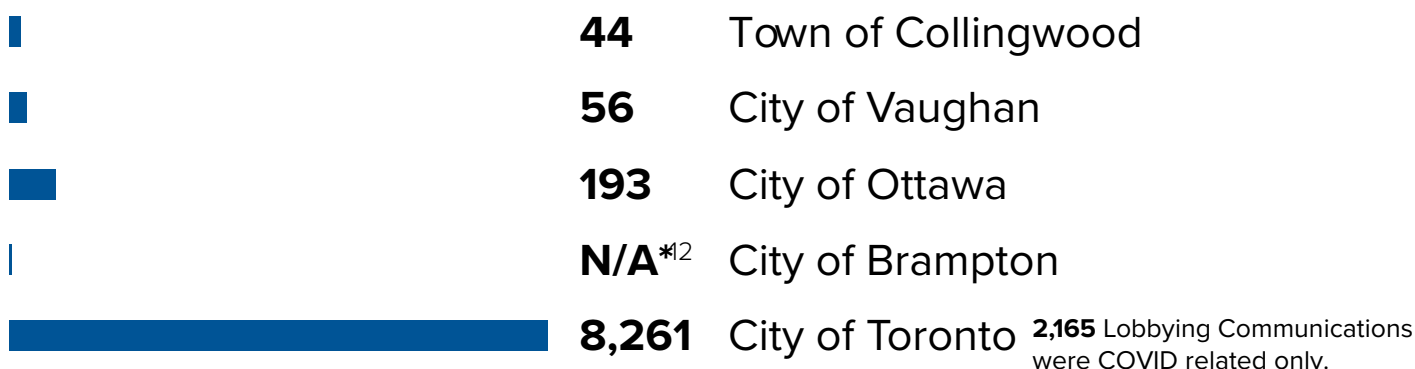 44 Town of Collingwood
56 City of Vaughan
193 City of Ottawa
N/A*12 City of Brampton
8,261 City of Toronto 2,165 Lobbying Communications
were COVID related only.